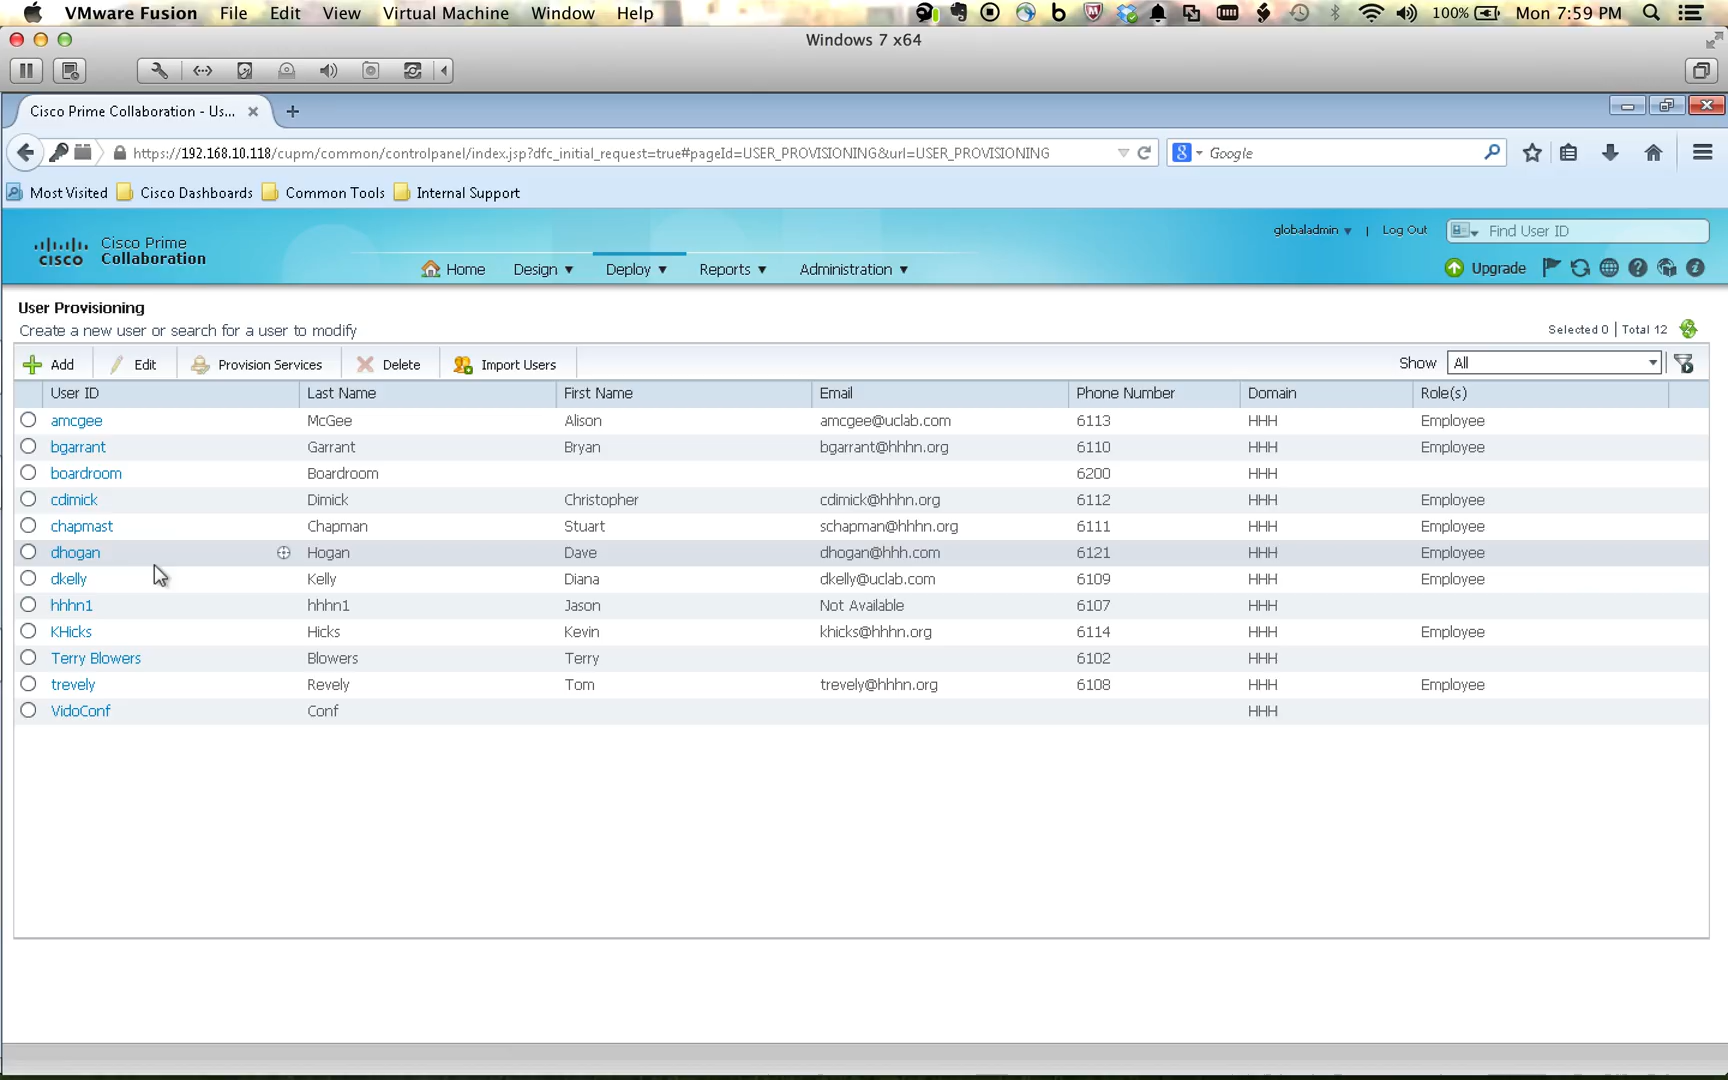 VMware Fusion File Edit View Virtual Machine Window Help 100% Mon 7:59 PM
Windows 7 x64
Cisco Prime Collaboration - Us...
https://192.168.10.118/cupm/common/controlpanel/index.jsp?dfc_initial_request=true#pageId=USER_PROVISIONING&url=USER_PROVISIONING Google
Most Visited Cisco Dashboards Common Tools Internal Support
cisco Cisco Prime
Collaboration
globaladmin | Log Out Find User ID
Home Design Deploy Reports Administration Upgrade
User Provisioning
Create a new user or search for a user to modify
Selected 0 | Total 12
Add Edit Provision Services Delete Import Users Show All
User ID Last Name First Name Email Phone Number Domain Role(s)
amcgee McGee Alison amcgee@uclab.com 6113 HHH Employee
bgarrant Garrant Bryan bgarrant@hhhn.org 6110 HHH Employee
boardroom Boardroom 6200 HHH
cdimick Dimick Christopher cdimick@hhhn.org 6112 HHH Employee
chapmast Chapman Stuart schapman@hhhn.org 6111 HHH Employee
dhogan Hogan Dave dhogan@hhh.com 6121 HHH Employee
dkelly Kelly Diana dkelly@uclab.com 6109 HHH Employee
hhhn1 hhhn1 Jason Not Available 6107 HHH
KHicks Hicks Kevin khicks@hhhn.org 6114 HHH Employee
Terry Blowers Blowers Terry 6102 HHH
trevely Revely Tom trevely@hhhn.org 6108 HHH Employee
VidoConf Conf HHH